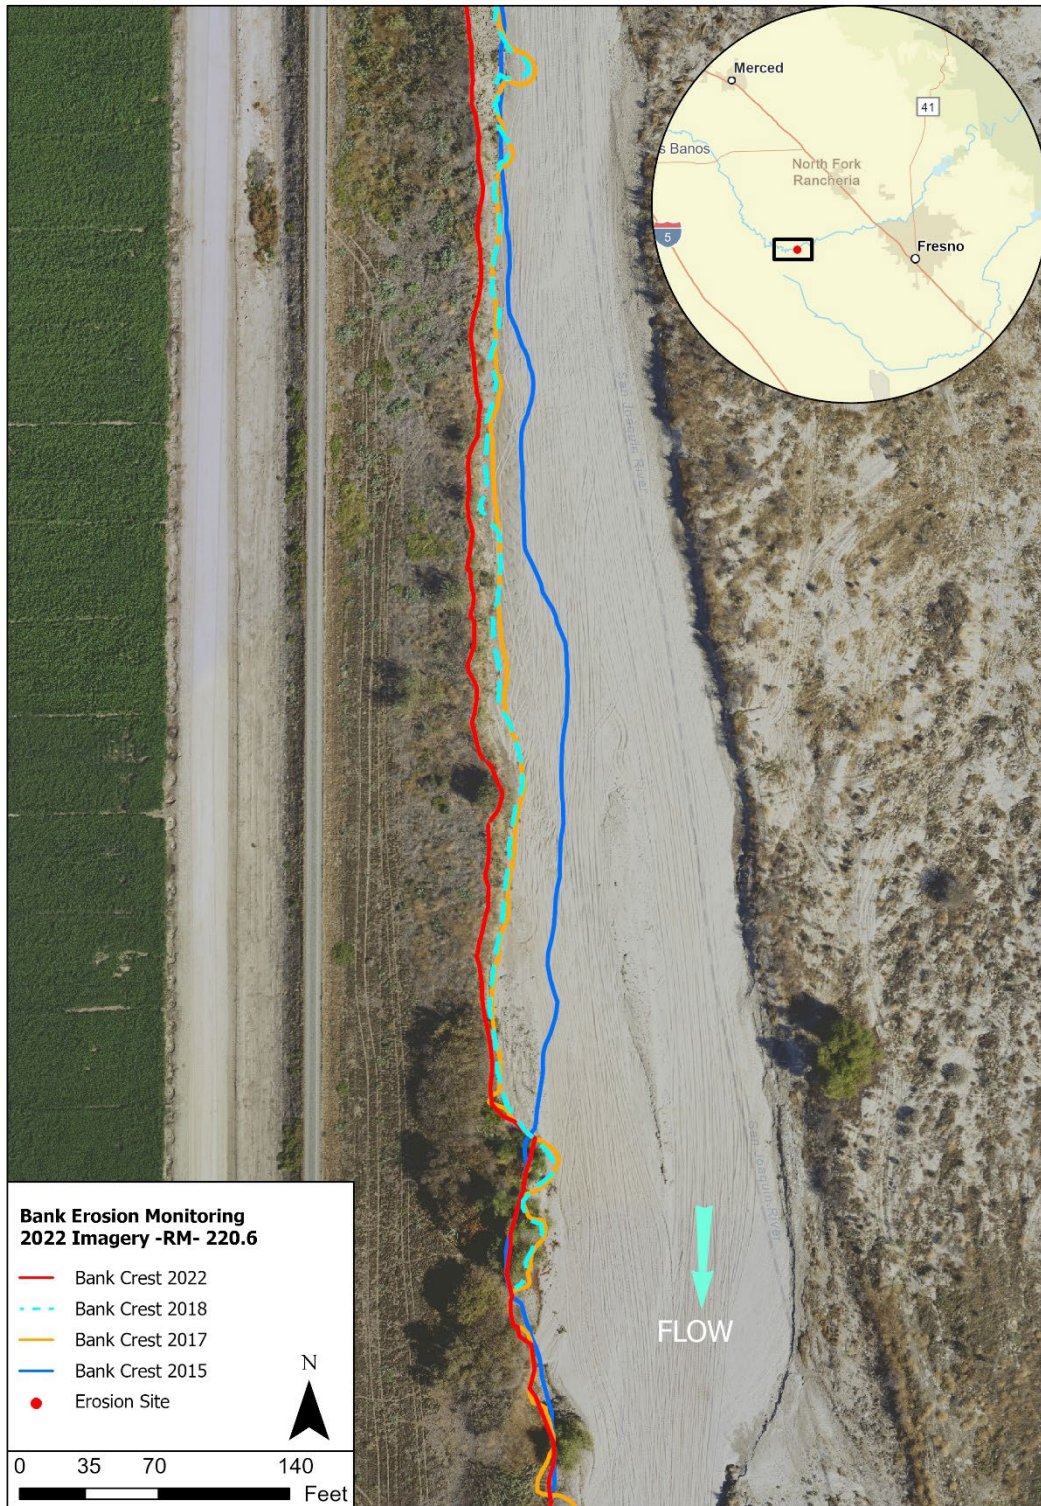 Merced
41
s Banos
North Fork
Rancheria
5
Fresno
San Joaquin River
San Joaquin River
FLOW
Bank Erosion Monitoring
2022 Imagery -RM- 220.6
Bank Crest 2022
Bank Crest 2018
Bank Crest 2017
Bank Crest 2015
Erosion Site
N
0 35 70 140
Feet